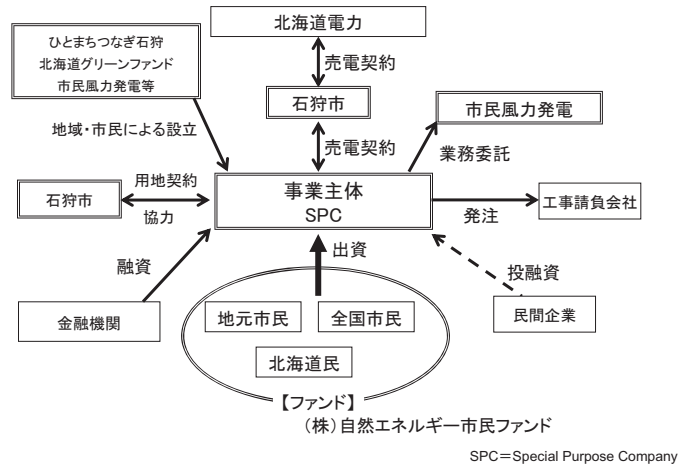 北海道電力
ひとまちつなぎ石狩
北海道グリーンファンド
市民風力発電等
売電契約
石狩市
市民風力発電
地域・市民による設立
売電契約
業務委託
石狩市
用地契約
協力
事業主体
SPC
発注
工事請負会社
融資
出資
投融資
金融機関
地元市民
全国市民
民間企業
北海道民
【ファンド】
（株）自然エネルギー市民ファンド
SPC＝Special Purpose Company